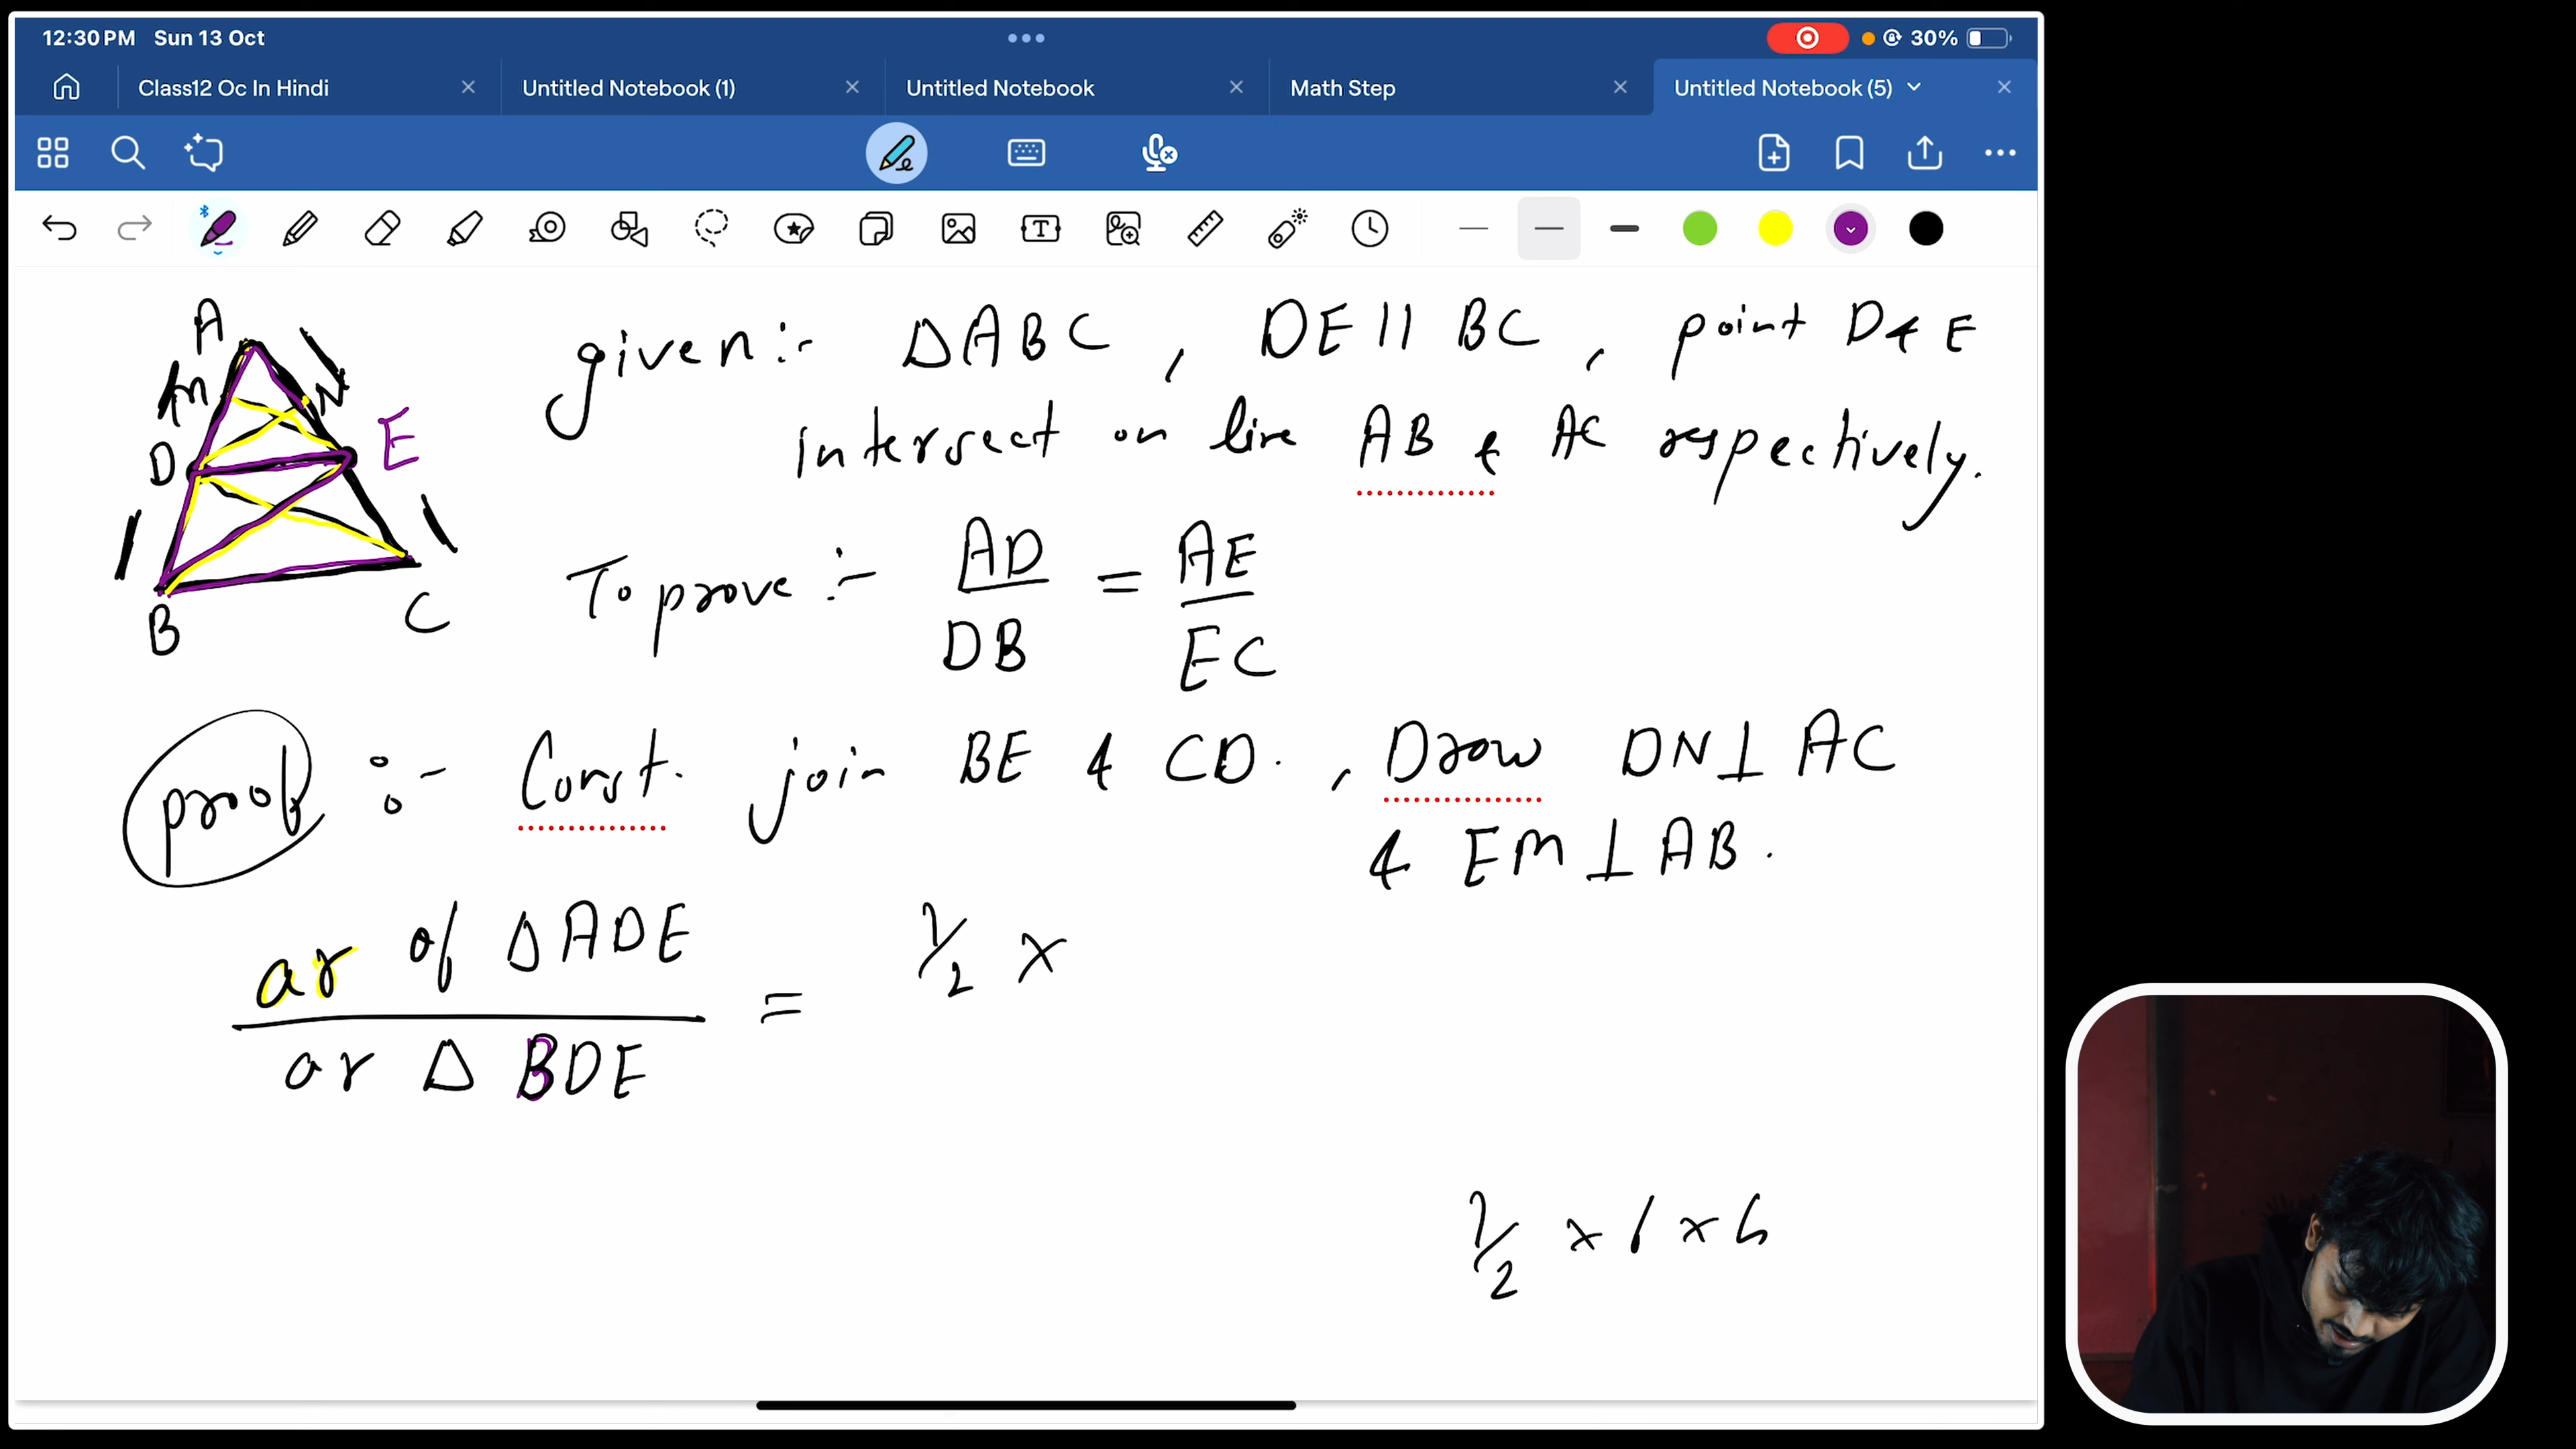 12:30 PM Sun 13 Oct
30%
Class12 Oc In Hindi
Untitled Notebook (1)
Untitled Notebook
Math Step
Untitled Notebook (5)
A
M
N
D
E
B
C
given :- ΔABC , DE || BC , point D & E
intersect on line AB & AC respectively.
To prove :- AD/DB = AE/EC
proof :- Const. join BE & CD. , Draw DN ⊥ AC
& EM ⊥ AB.
ar of ΔADE / ar Δ BDE = 1/2 ×
1/2 × b × h